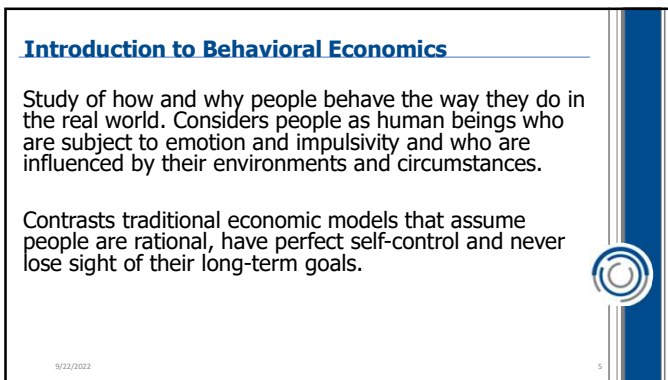 Introduction to Behavioral Economics
Study of how and why people behave the way they do in
the real world. Considers people as human beings who
are subject to emotion and impulsivity and who are
influenced by their environments and circumstances.
Contrasts traditional economic models that assume
people are rational, have perfect self-control and never
lose sight of their long-term goals.
9/22/2022
5